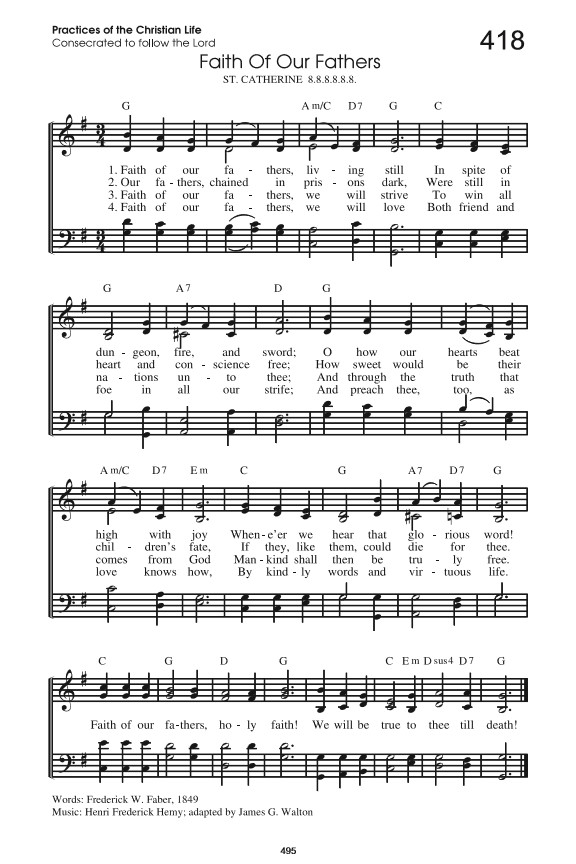 Practices of the Christian Life
Consecrated to follow the Lord
418
Faith Of Our Fathers
ST. CATHERINE 8.8.8.8.8.8.
G Am/C D7 G C
1. Faith of our fa - thers, liv - ing still In spite of
2. Our fa - thers, chained in pris - ons dark, Were still in
3. Faith of our fa - thers, we will strive To win all
4. Faith of our fa - thers, we will love Both friend and
G A7 D G
dun - geon, fire, and sword; O how our hearts beat
heart and con - science free; How sweet would be their
na - tions un - to thee; And through the truth that
foe in all our strife; And preach thee, too, as
Am/C D7 Em C G A7 D7 G
high with joy When - e'er we hear that glo - rious word!
chil - dren's fate, If they, like them, could die for thee.
comes from God Man - kind shall then be tru - ly free.
love knows how, By kind - ly words and vir - tuous life.
C G D G C Em Dsus4 D7 G
Faith of our fa-thers, ho - ly faith! We will be true to thee till death!
Words: Frederick W. Faber, 1849
Music: Henri Frederick Hemy; adapted by James G. Walton
495